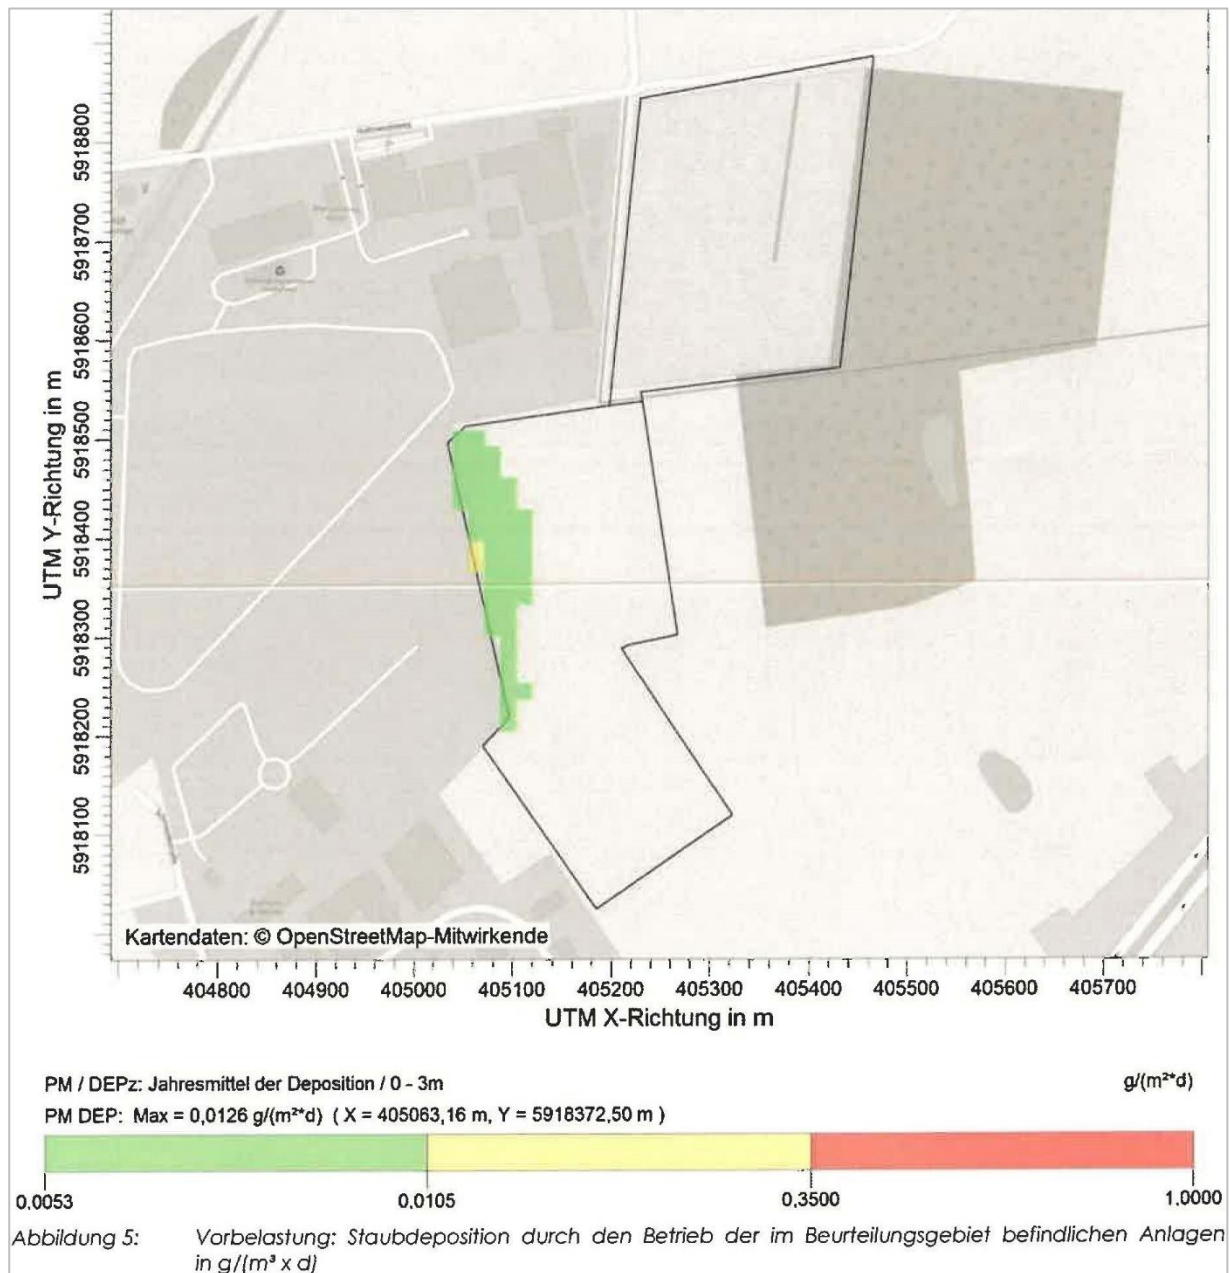 5918800
5918700
5918600
5918500
5918400
5918300
5918200
5918100
UTM Y-Richtung in m
Kartendaten: © OpenStreetMap-Mitwirkende
404800 404900 405000 405100 405200 405300 405400 405500 405600 405700
UTM X-Richtung in m
PM / DEPz: Jahresmittel der Deposition / 0 - 3m g/(m²*d)
PM DEP: Max = 0,0126 g/(m²*d) ( X = 405063,16 m, Y = 5918372,50 m )
0.0053 0.0105 0.3500 1.0000
Abbildung 5: Vorbelastung: Staubdeposition durch den Betrieb der im Beurteilungsgebiet befindlichen Anlagen
in g/(m³ x d)